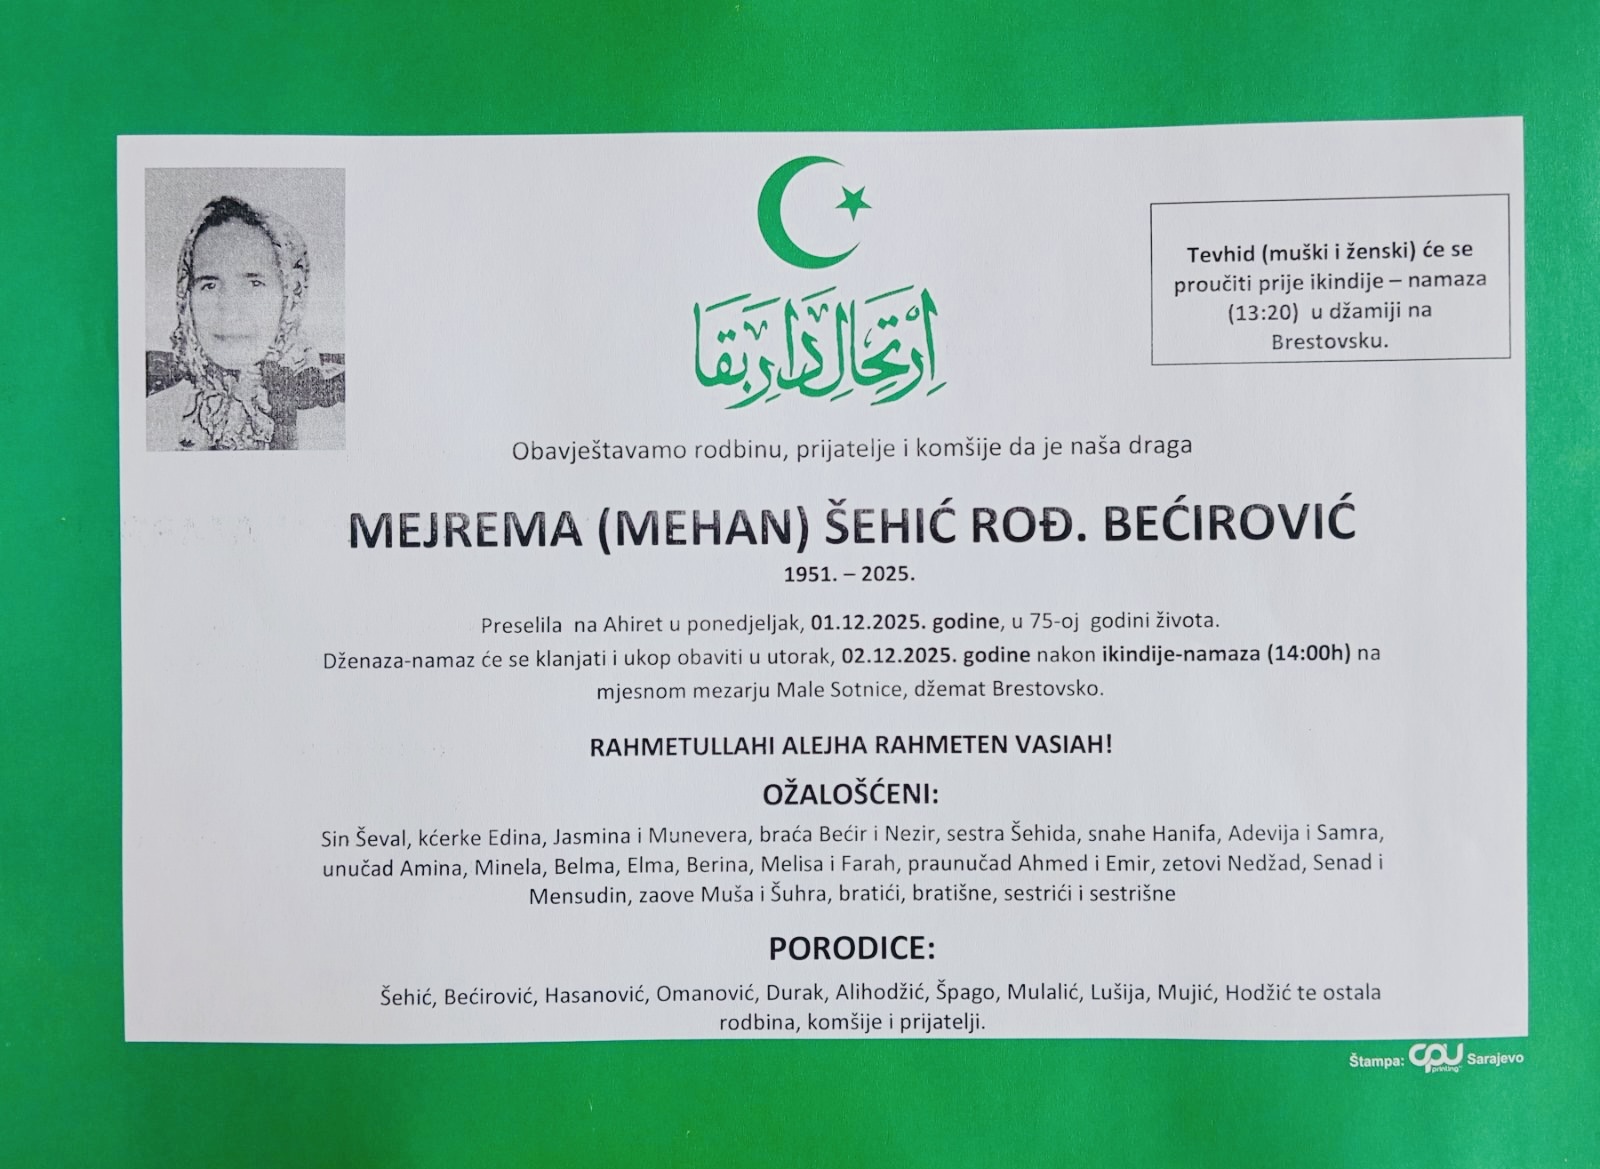 ارتحال دار بقا
Tevhid (muški i ženski) će se
proučiti prije ikindije – namaza
(13:20) u džamiji na
Brestovsku.
Obavještavamo rodbinu, prijatelje i komšije da je naša draga
MEJREMA (MEHAN) ŠEHIĆ ROĐ. BEĆIROVIĆ
1951. – 2025.
Preselila na Ahiret u ponedjeljak, 01.12.2025. godine, u 75-oj godini života.
Dženaza-namaz će se klanjati i ukop obaviti u utorak, 02.12.2025. godine nakon ikindije-namaza (14:00h) na
mjesnom mezarju Male Sotnice, džemat Brestovsko.
RAHMETULLAHI ALEJHA RAHMETEN VASIAH!
OŽALOŠĆENI:
Sin Ševal, kćerke Edina, Jasmina i Munevera, braća Bećir i Nezir, sestra Šehida, snahe Hanifa, Adevija i Samra,
unučad Amina, Minela, Belma, Elma, Berina, Melisa i Farah, praunučad Ahmed i Emir, zetovi Nedžad, Senad i
Mensudin, zaove Muša i Šuhra, bratići, bratišne, sestrići i sestrišne
PORODICE:
Šehić, Bećirović, Hasanović, Omanović, Durak, Alihodžić, Špago, Mulalić, Lušija, Mujić, Hodžić te ostala
rodbina, komšije i prijatelji.
Štampa: CPU printing Sarajevo